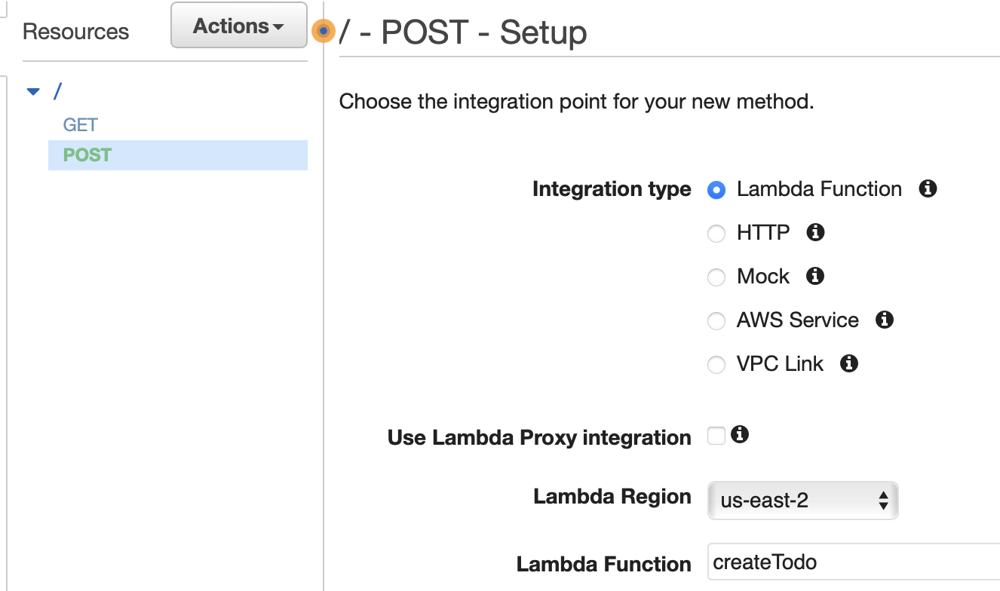 Resources
Actions
/
GET
POST
/ - POST - Setup
Choose the integration point for your new method.
Integration type
Lambda Function
HTTP
Mock
AWS Service
VPC Link
Use Lambda Proxy integration
Lambda Region
us-east-2
Lambda Function
createTodo